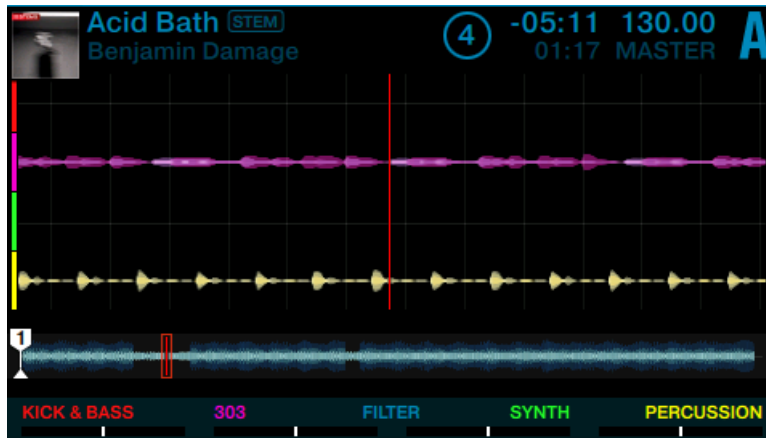 Acid Bath STEM
Benjamin Damage
4
-05:11 130.00
01:17 MASTER
A
1
KICK & BASS 303 FILTER SYNTH PERCUSSION